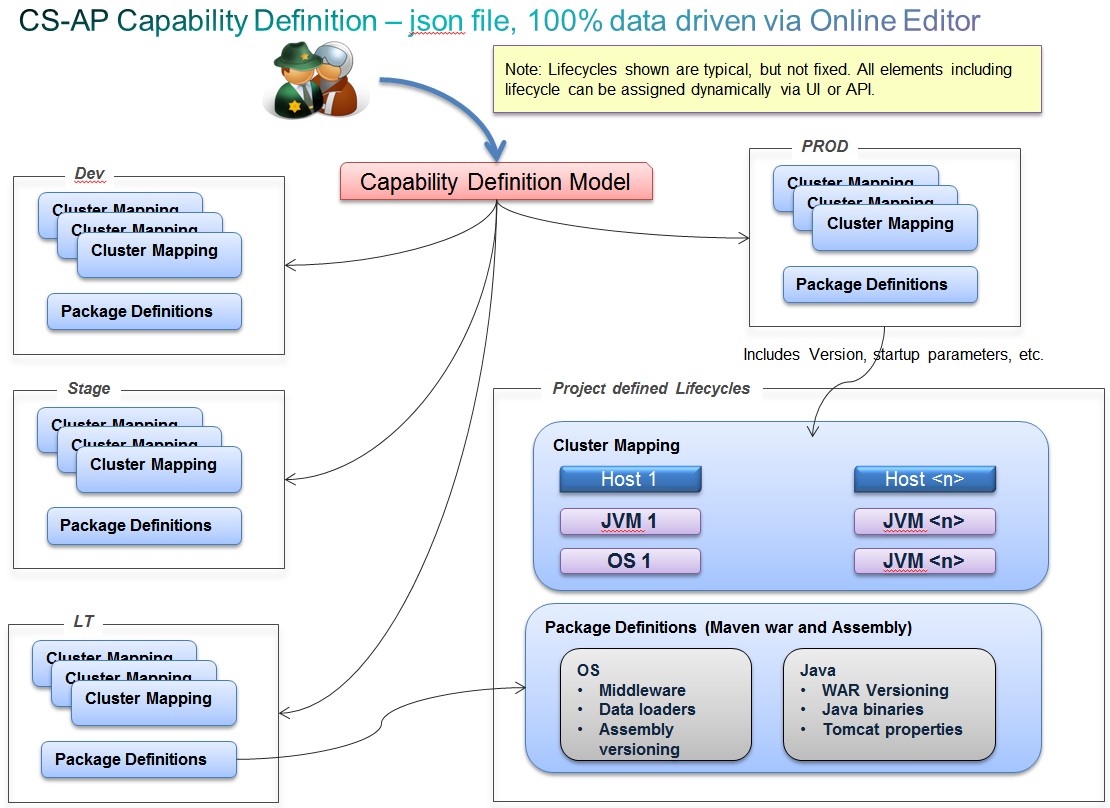 CS-AP Capability Definition – json file, 100% data driven via Online Editor
Note: Lifecycles shown are typical, but not fixed. All elements including
lifecycle can be assigned dynamically via UI or API.
Capability Definition Model
Dev
Cluster Mapping
Cluster Mapping
Cluster Mapping
Package Definitions
PROD
Cluster Mapping
Cluster Mapping
Cluster Mapping
Package Definitions
Includes Version, startup parameters, etc.
Stage
Cluster Mapping
Cluster Mapping
Cluster Mapping
Package Definitions
LT
Cluster Mapping
Cluster Mapping
Cluster Mapping
Package Definitions
Project defined Lifecycles
Cluster Mapping
Host 1
Host <n>
JVM 1
JVM <n>
OS 1
JVM <n>
Package Definitions (Maven war and Assembly)
OS
• Middleware
• Data loaders
• Assembly
versioning
Java
• WAR Versioning
• Java binaries
• Tomcat properties